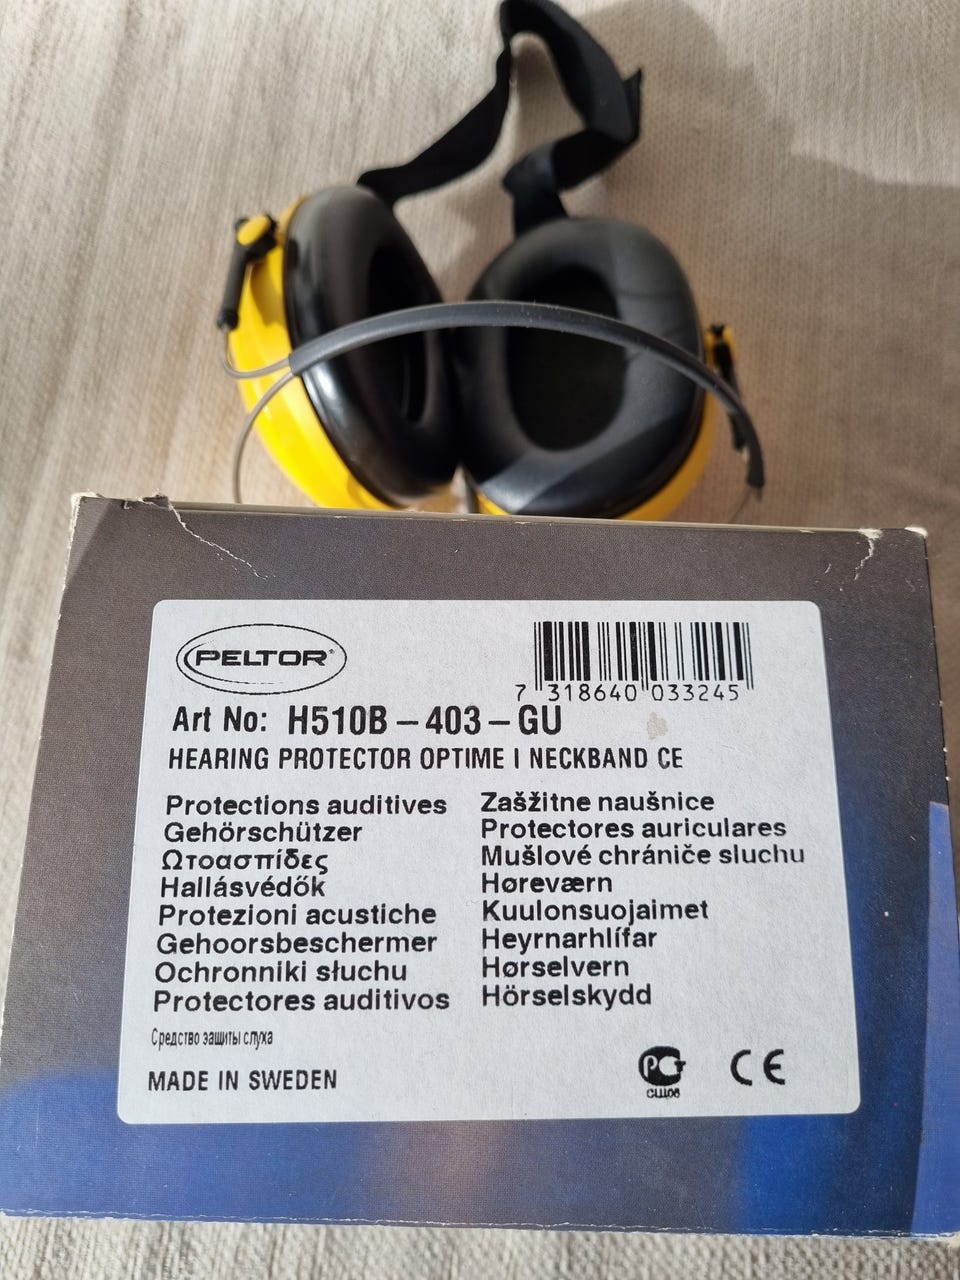 PELTOR®
7 318640 033245
Art No: H510B – 403 – GU
HEARING PROTECTOR OPTIME I NECKBAND CE
Protections auditives
Gehörschützer
Ωτοασπίδες
Hallásvédők
Protezioni acustiche
Gehoorsbeschermer
Ochronniki słuchu
Protectores auditivos
Zašžitne naušnice
Protectores auriculares
Mušlové chrániče sluchu
Høreværn
Kuulonsuojaimet
Heyrnarhlífar
Hørselvern
Hörselskydd
Средство защиты слуха
MADE IN SWEDEN
РСТ
CE